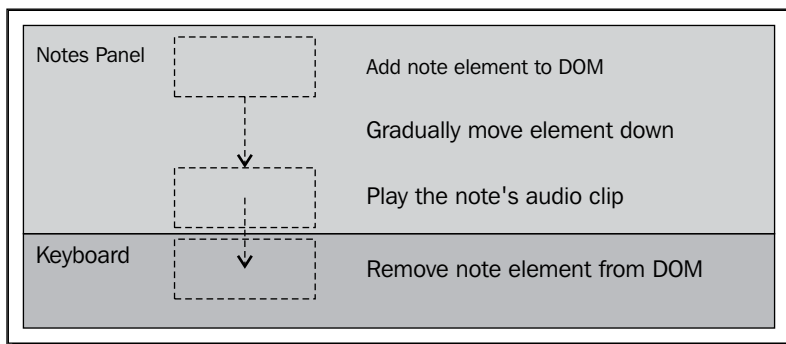 Notes Panel
Add note element to DOM
Gradually move element down
Play the note's audio clip
Keyboard
Remove note element from DOM